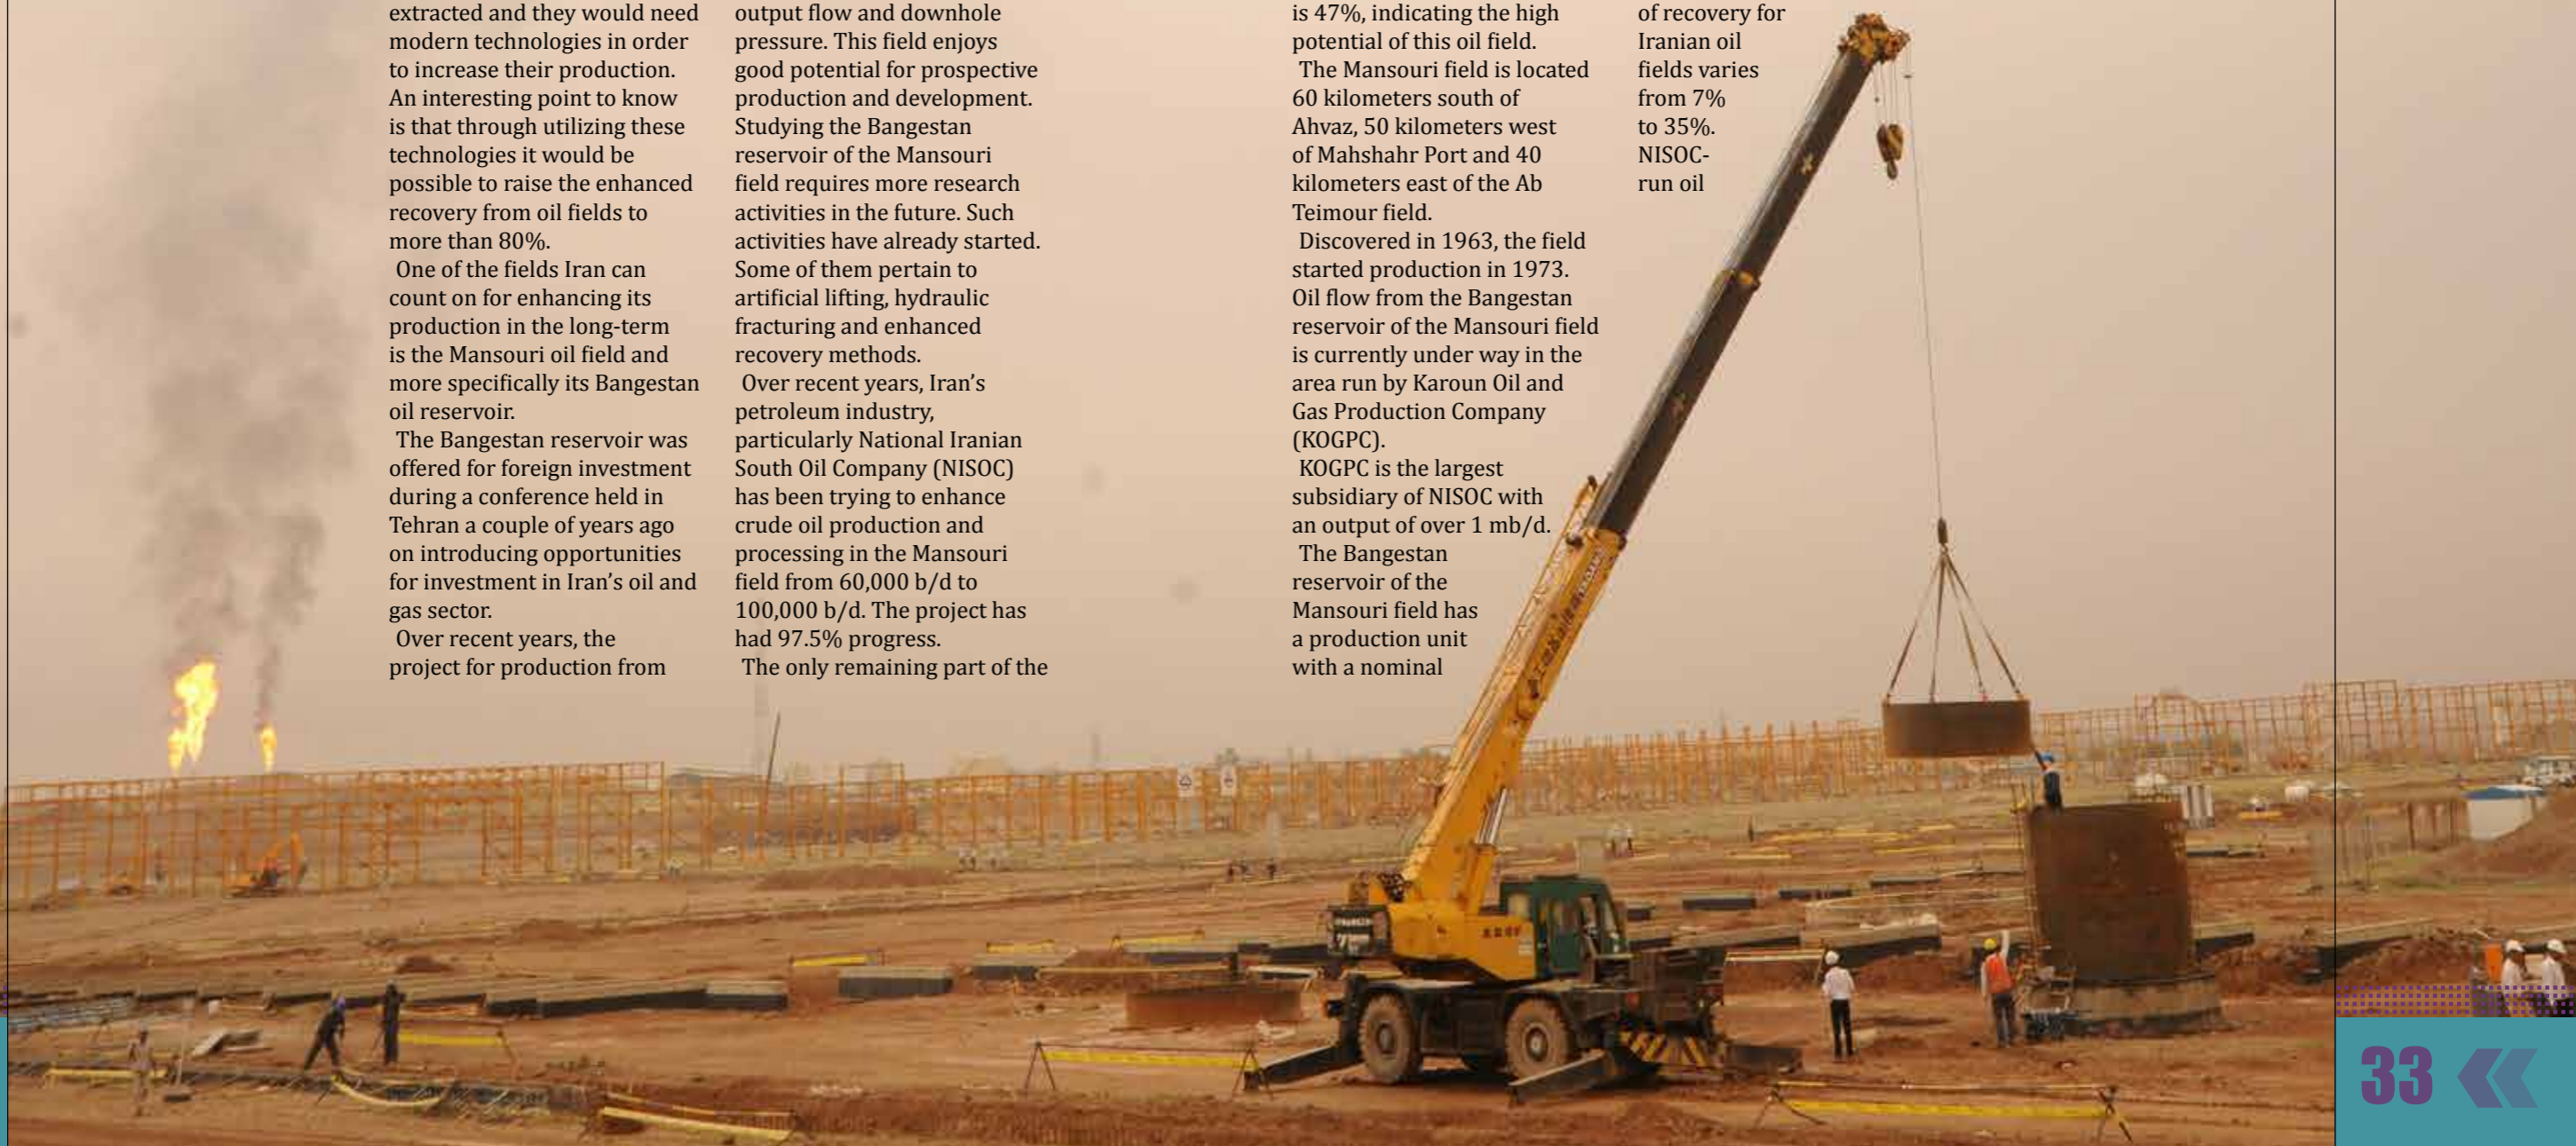 extracted and they would need
modern technologies in order
to increase their production.
An interesting point to know
is that through utilizing these
technologies it would be
possible to raise the enhanced
recovery from oil fields to
more than 80%.
One of the fields Iran can
count on for enhancing its
production in the long-term
is the Mansouri oil field and
more specifically its Bangestan
oil reservoir.
The Bangestan reservoir was
offered for foreign investment
during a conference held in
Tehran a couple of years ago
on introducing opportunities
for investment in Iran’s oil and
gas sector.
Over recent years, the
project for production from
output flow and downhole
pressure. This field enjoys
good potential for prospective
production and development.
Studying the Bangestan
reservoir of the Mansouri
field requires more research
activities in the future. Such
activities have already started.
Some of them pertain to
artificial lifting, hydraulic
fracturing and enhanced
recovery methods.
Over recent years, Iran’s
petroleum industry,
particularly National Iranian
South Oil Company (NISOC)
has been trying to enhance
crude oil production and
processing in the Mansouri
field from 60,000 b/d to
100,000 b/d. The project has
had 97.5% progress.
The only remaining part of the
is 47%, indicating the high
potential of this oil field.
The Mansouri field is located
60 kilometers south of
Ahvaz, 50 kilometers west
of Mahshahr Port and 40
kilometers east of the Ab
Teimour field.
Discovered in 1963, the field
started production in 1973.
Oil flow from the Bangestan
reservoir of the Mansouri field
is currently under way in the
area run by Karoun Oil and
Gas Production Company
(KOGPC).
KOGPC is the largest
subsidiary of NISOC with
an output of over 1 mb/d.
The Bangestan
reservoir of the
Mansouri field has
a production unit
with a nominal
of recovery for
Iranian oil
fields varies
from 7%
to 35%.
NISOC-
run oil
33